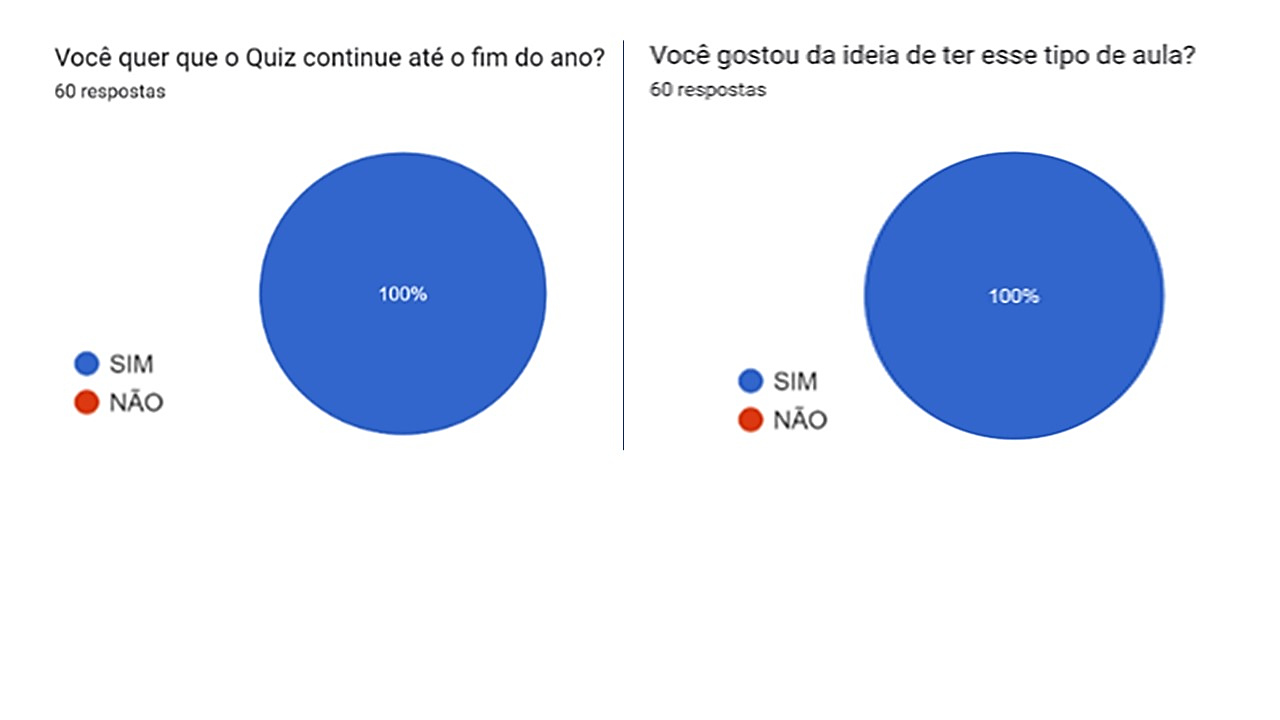 Você quer que o Quiz continue até o fim do ano?
60 respostas
100%
SIM
NÃO
Você gostou da ideia de ter esse tipo de aula?
60 respostas
100%
SIM
NÃO